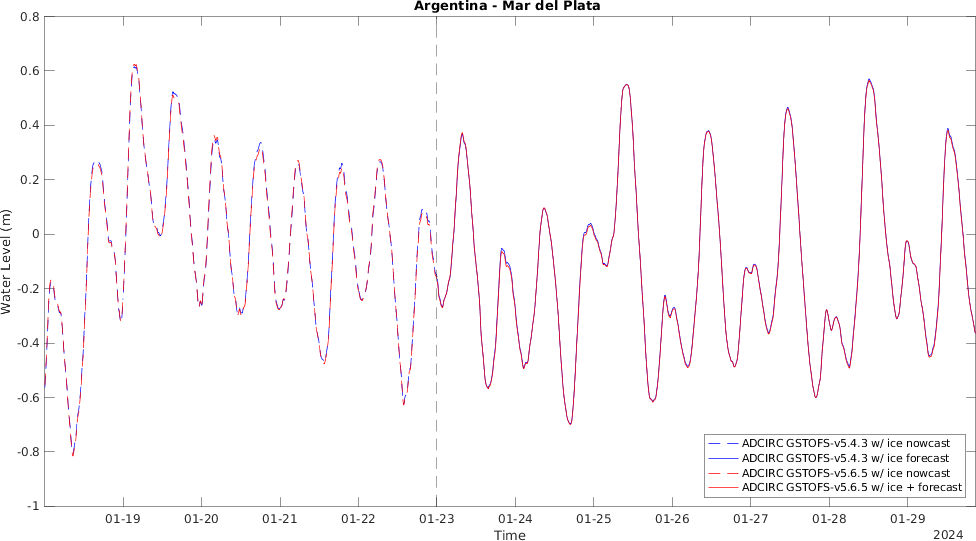 Argentina - Mar del Plata
0.8
0.6
0.4
0.2
0
-0.2
-0.4
-0.6
-0.8
-1
Water Level (m)
01-19 01-20 01-21 01-22 01-23 01-24 01-25 01-26 01-27 01-28 01-29
Time
2024
ADCIRC GSTOFS-v5.4.3 w/ ice nowcast
ADCIRC GSTOFS-v5.4.3 w/ ice forecast
ADCIRC GSTOFS-v5.6.5 w/ ice nowcast
ADCIRC GSTOFS-v5.6.5 w/ ice + forecast